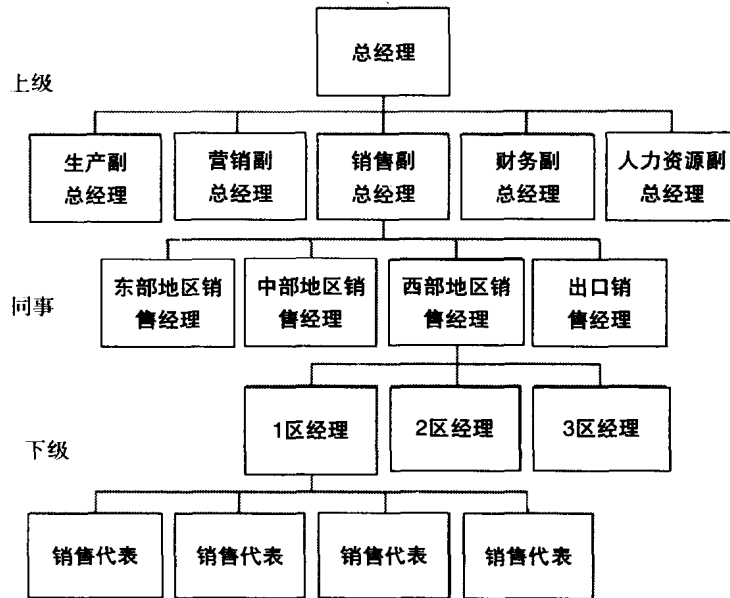 总经理
上级
生产副
总经理
营销副
总经理
销售副
总经理
财务副
总经理
人力资源副
总经理
同事
东部地区销
售经理
中部地区销
售经理
西部地区销
售经理
出口销
售经理
1区经理
2区经理
3区经理
下级
销售代表
销售代表
销售代表
销售代表